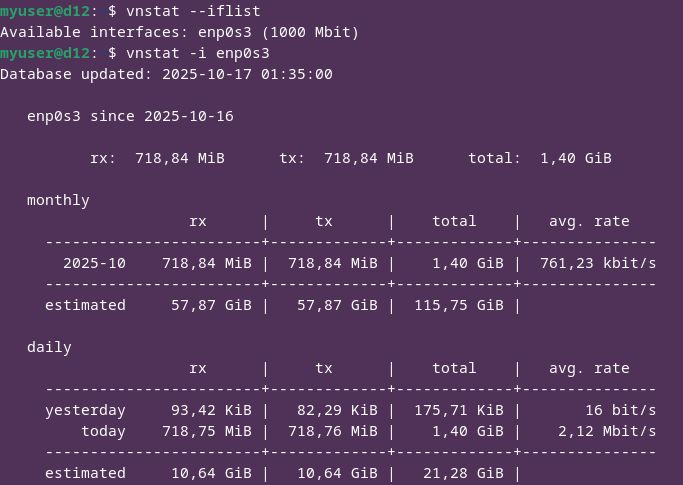 myuser@d12: $ vnstat --iflist
Available interfaces: enp0s3 (1000 Mbit)
myuser@d12: $ vnstat -i enp0s3
Database updated: 2025-10-17 01:35:00

   enp0s3 since 2025-10-16

          rx:  718,84 MiB      tx:  718,84 MiB      total:  1,40 GiB

   monthly
                     rx      |     tx      |    total    |   avg. rate
     ------------------------+-------------+-------------+---------------
       2025-10    718,84 MiB |  718,84 MiB |    1,40 GiB |  761,23 kbit/s
     ------------------------+-------------+-------------+---------------
     estimated     57,87 GiB |   57,87 GiB |  115,75 GiB |

   daily
                     rx      |     tx      |    total    |   avg. rate
     ------------------------+-------------+-------------+---------------
     yesterday     93,42 KiB |   82,29 KiB |  175,71 KiB |       16 bit/s
         today    718,75 MiB |  718,76 MiB |    1,40 GiB |    2,12 Mbit/s
     ------------------------+-------------+-------------+---------------
     estimated     10,64 GiB |   10,64 GiB |   21,28 GiB |